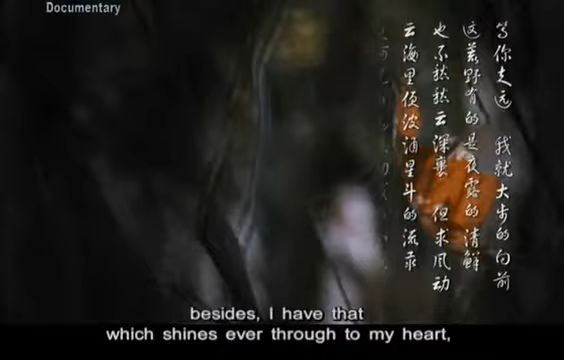 Documentary
等你走远 我就大步的向前
这荒野有的是夜露的清鲜
也不愁愁云深裹 但求风动
云海里便波涌星斗的流汞
besides, I have that
which shines ever through to my heart,